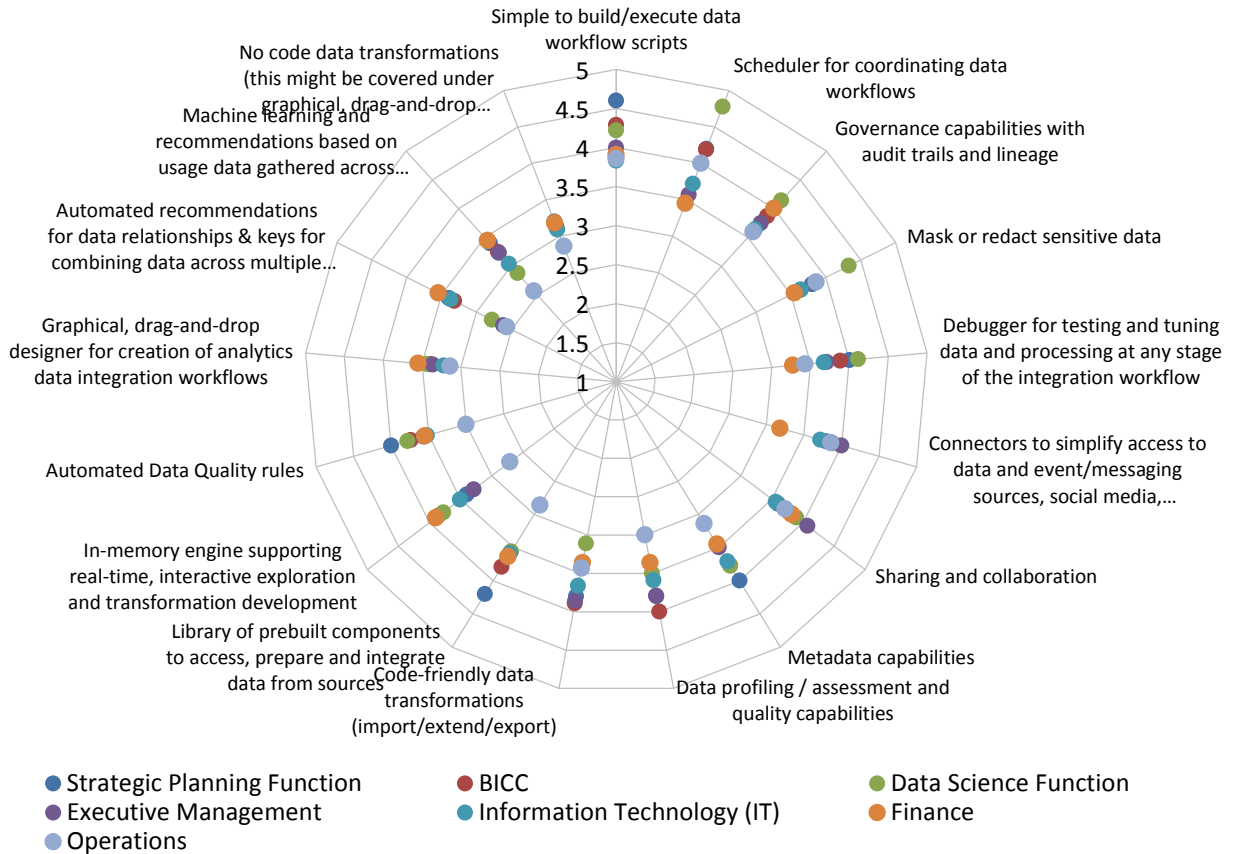 Simple to build/execute data
workflow scripts
Scheduler for coordinating data
workflows
Governance capabilities with
audit trails and lineage
Mask or redact sensitive data
Debugger for testing and tuning
data and processing at any stage
of the integration workflow
Connectors to simplify access to
data and event/messaging
sources, social media,...
Sharing and collaboration
Metadata capabilities
Data profiling / assessment and
quality capabilities
Code-friendly data
transformations
(import/extend/export)
Library of prebuilt components
to access, prepare and integrate
data from sources
In-memory engine supporting
real-time, interactive exploration
and transformation development
Automated Data Quality rules
Graphical, drag-and-drop
designer for creation of analytics
data integration workflows
Automated recommendations
for data relationships & keys for
combining data across multiple...
Machine learning and
recommendations based on
usage data gathered across...
No code data transformations
(this might be covered under
graphical, drag-and-drop...
5
4.5
4
3.5
3
2.5
2
1.5
1
Strategic Planning Function
BICC
Data Science Function
Executive Management
Information Technology (IT)
Finance
Operations